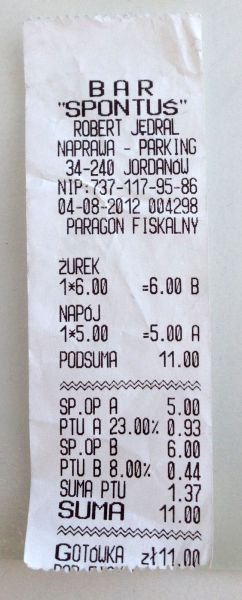 BAR
"SPONTUŚ"
ROBERT JĘDRAL
NAPRAWA - PARKING
34-240 JORDANÓW
NIP:737-117-95-86
04-08-2012 004298
PARAGON FISKALNY
ŻUREK
1*6.00 =6.00 B
NAPÓJ
1*5.00 =5.00 A
PODSUMA 11.00
SP.OP A 5.00
PTU A 23.00% 0.93
SP.OP B 6.00
PTU B 8.00% 0.44
SUMA PTU 1.37
SUMA 11.00
GOTÓWKA zł11.00